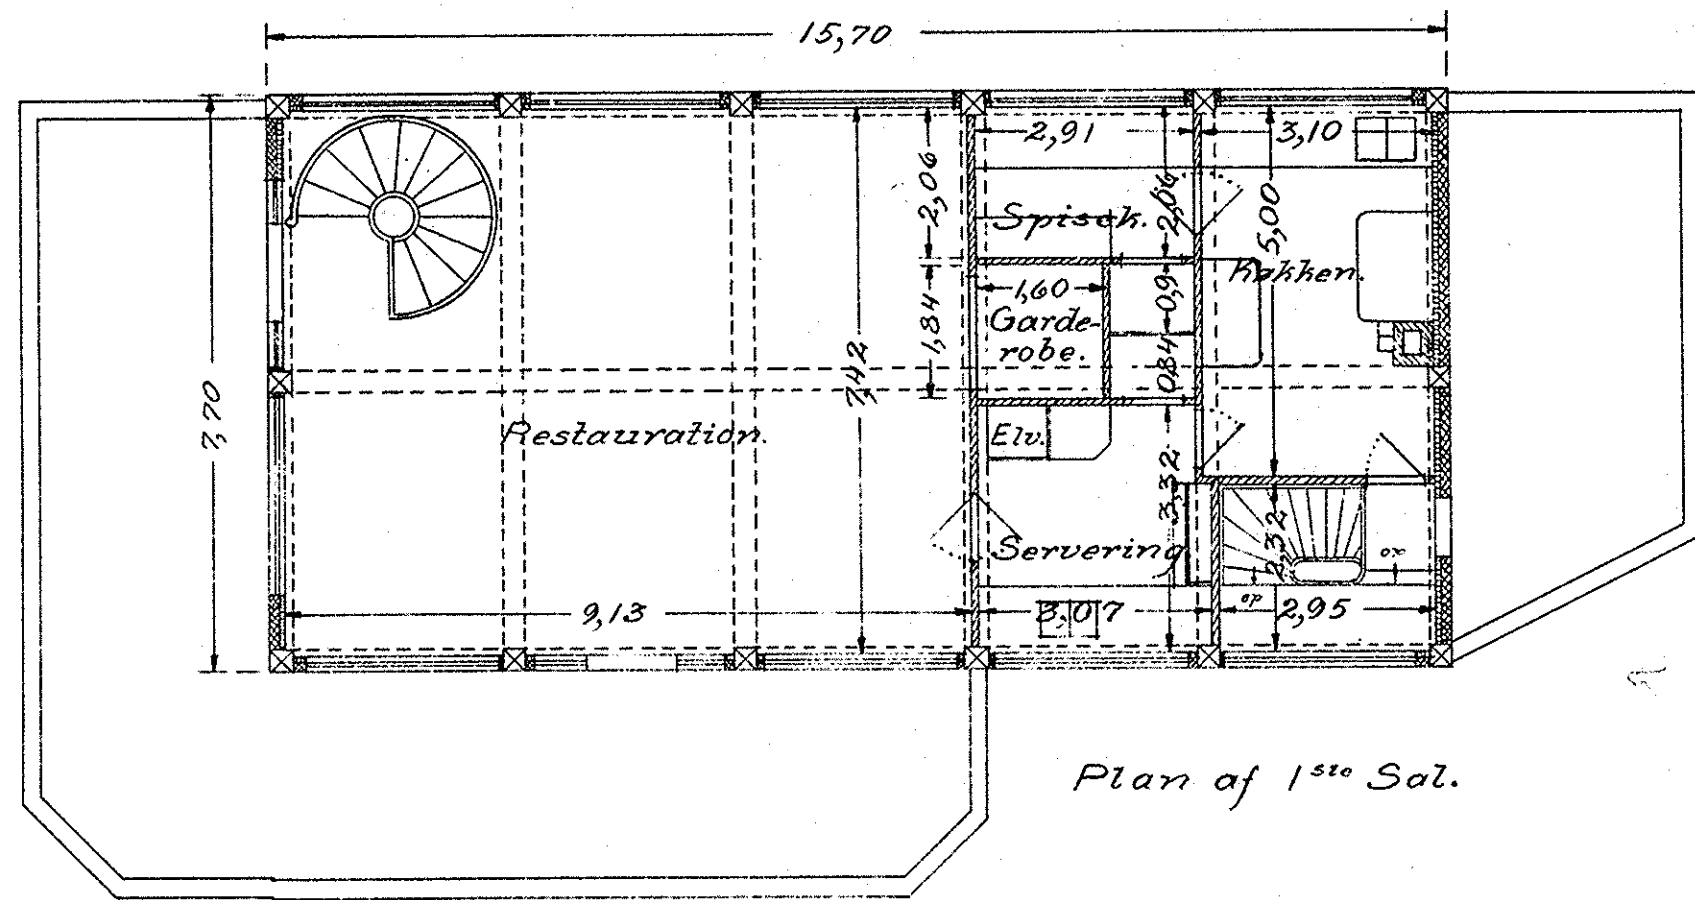 15,70
2,91
3,10
2,06
2,06
5,00
Spisek.
Køkken.
1,60
0,9
Garde-
robe.
1,84
0,84
7,42
7,70
Restauration.
Elv.
3,32
Servering
2,32
op
op
9,13
3,07
2,95
Plan af 1ste Sal.